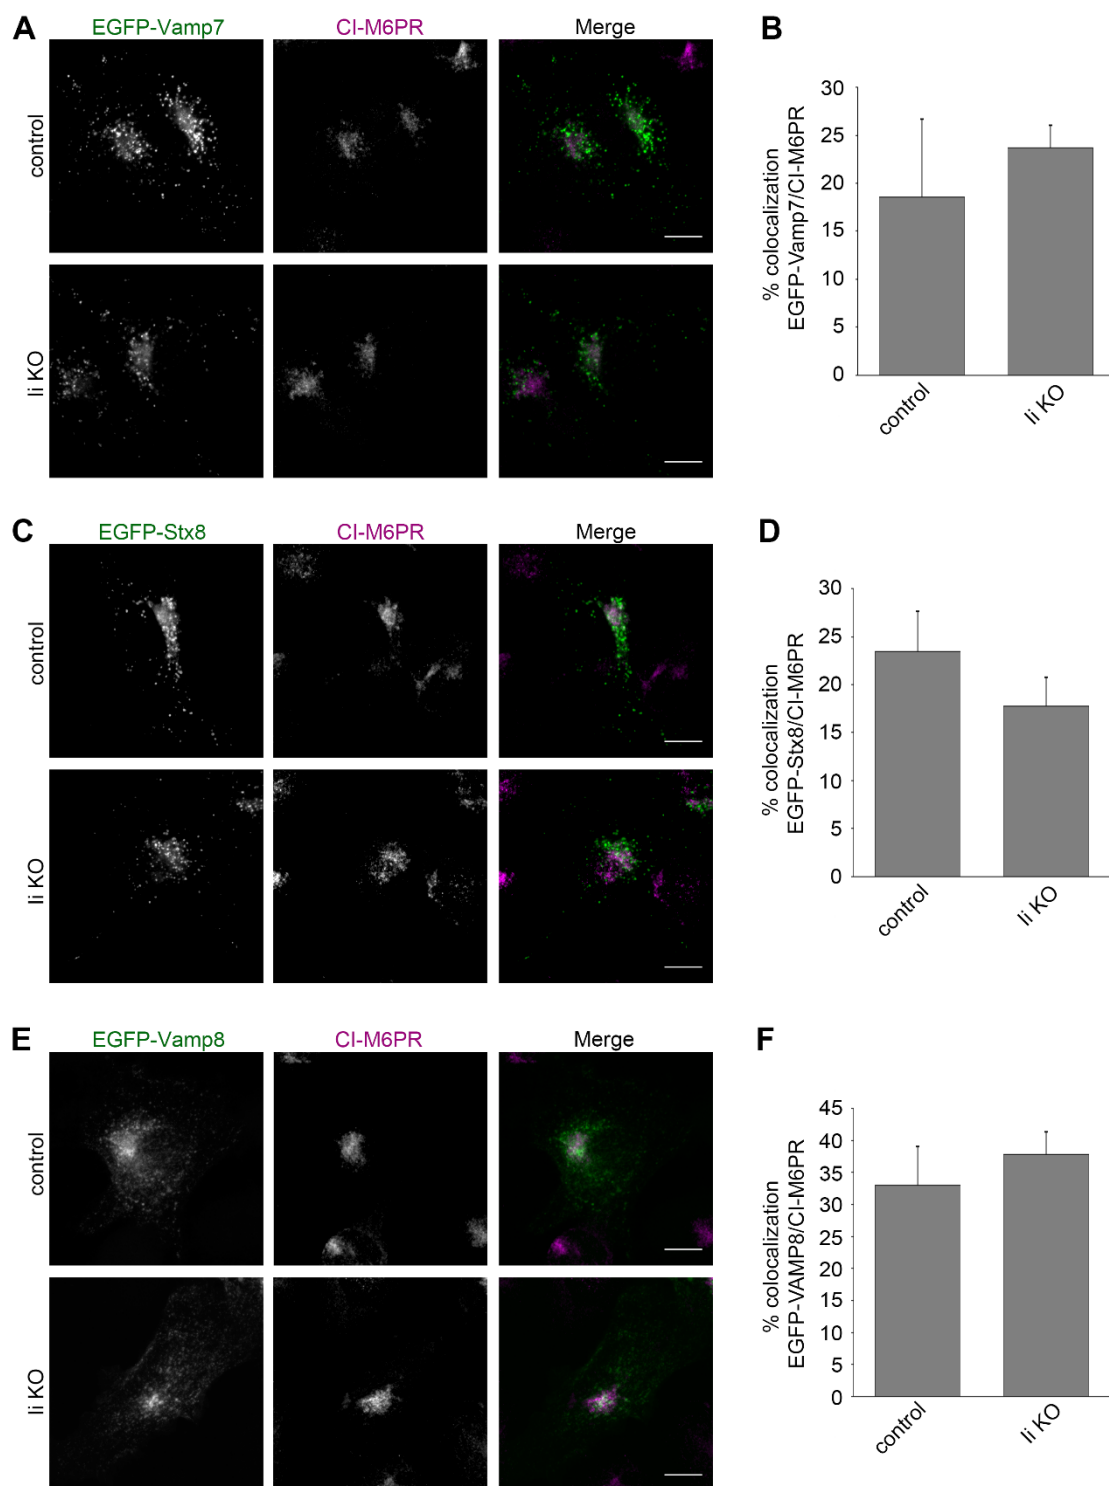 A
EGFP-Vamp7 CI-M6PR Merge
control
Ii KO
B
% colocalization
EGFP-Vamp7/CI-M6PR
30
25
20
15
10
5
0
control Ii KO
C
EGFP-Stx8 CI-M6PR Merge
control
Ii KO
D
% colocalization
EGFP-Stx8/CI-M6PR
30
25
20
15
10
5
0
control Ii KO
E
EGFP-Vamp8 CI-M6PR Merge
control
Ii KO
F
% colocalization
EGFP-VAMP8/CI-M6PR
45
40
35
30
25
20
15
10
5
0
control Ii KO